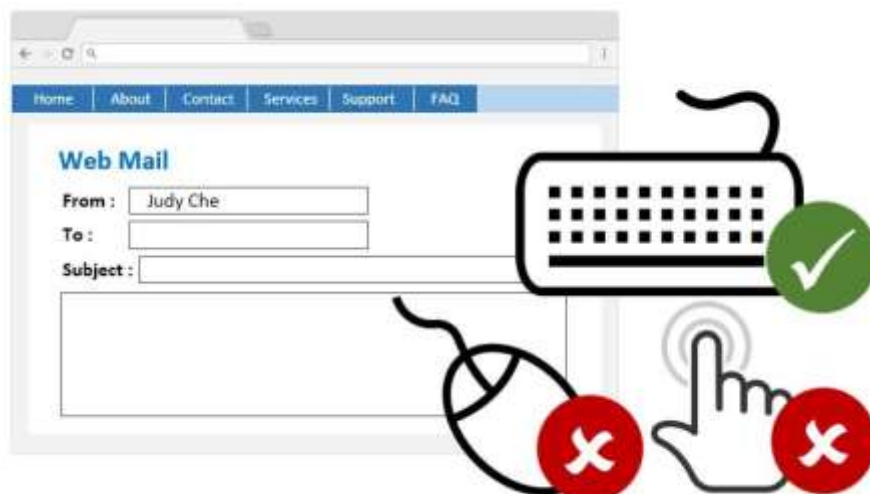 Home About Contact Services Support FAQ
Web Mail
From : Judy Che
To :
Subject :